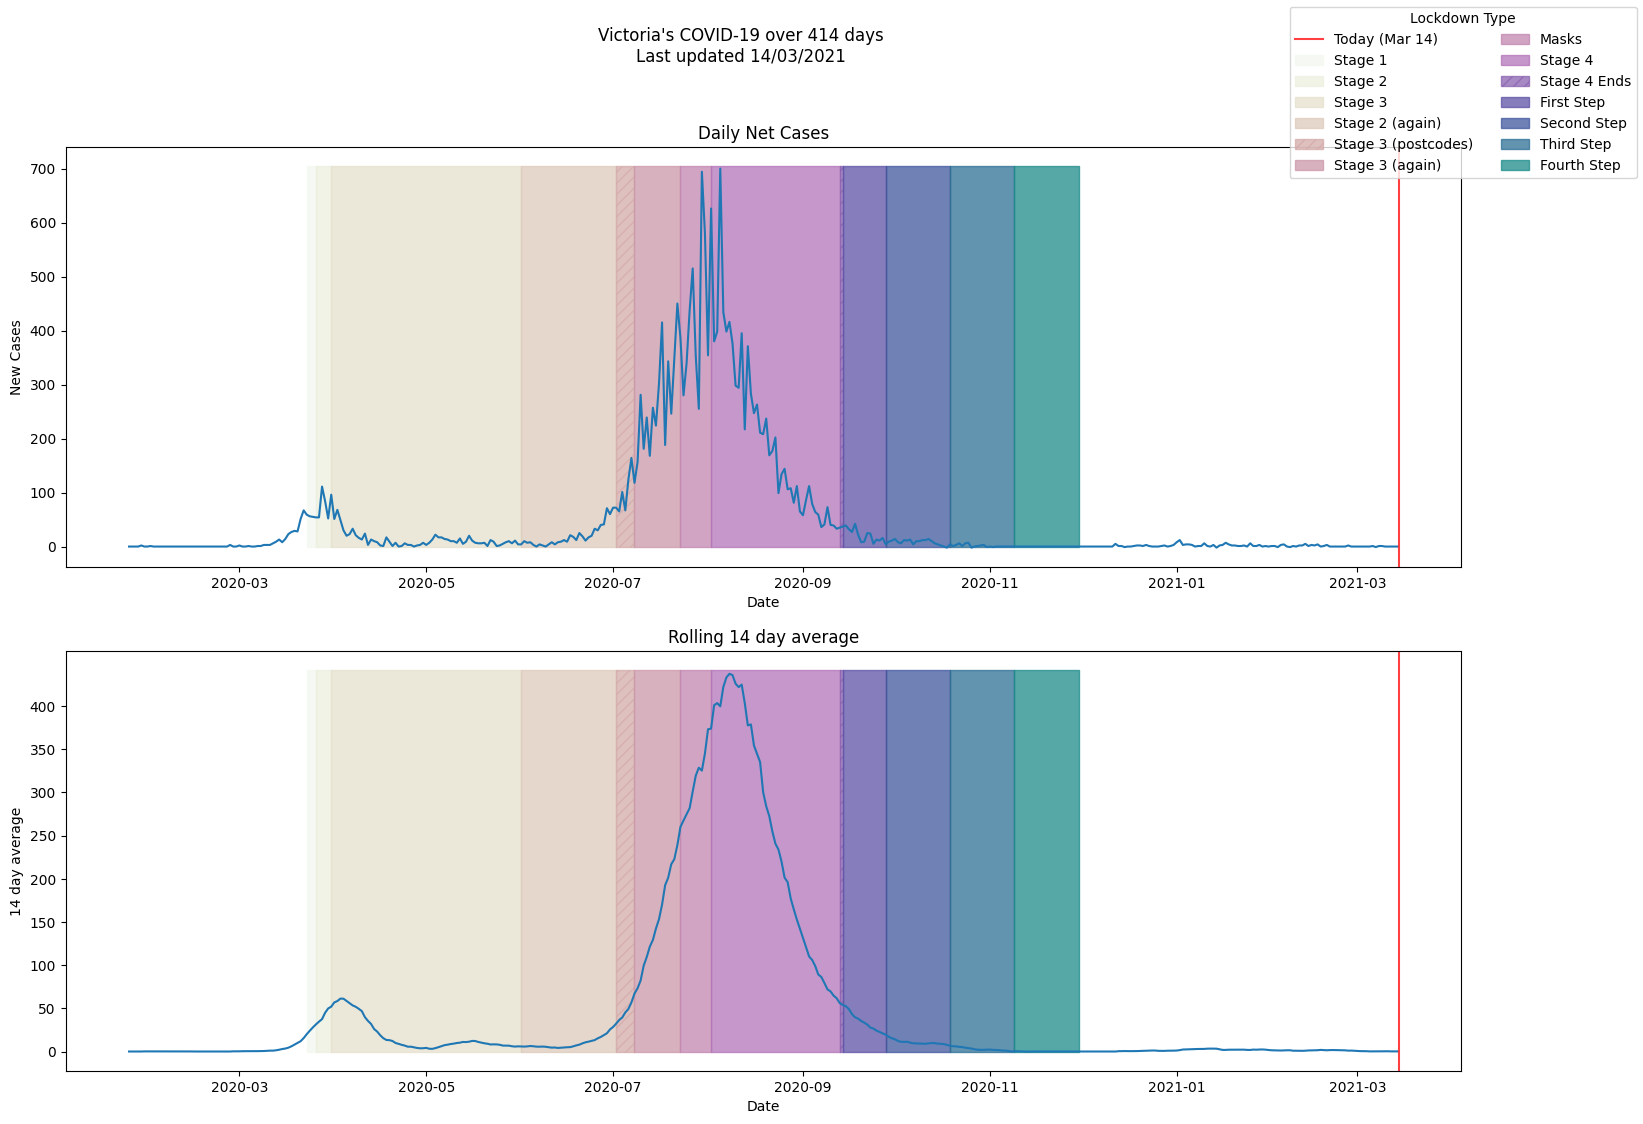 Victoria's COVID-19 over 414 days
Last updated 14/03/2021
Lockdown Type
Today (Mar 14)
Stage 1
Stage 2
Stage 3
Stage 2 (again)
Stage 3 (postcodes)
Stage 3 (again)
Masks
Stage 4
Stage 4 Ends
First Step
Second Step
Third Step
Fourth Step
Daily Net Cases
New Cases
700
600
500
400
300
200
100
0
2020-03 2020-05 2020-07 2020-09 2020-11 2021-01 2021-03
Date
Rolling 14 day average
14 day average
400
350
300
250
200
150
100
50
0
2020-03 2020-05 2020-07 2020-09 2020-11 2021-01 2021-03
Date